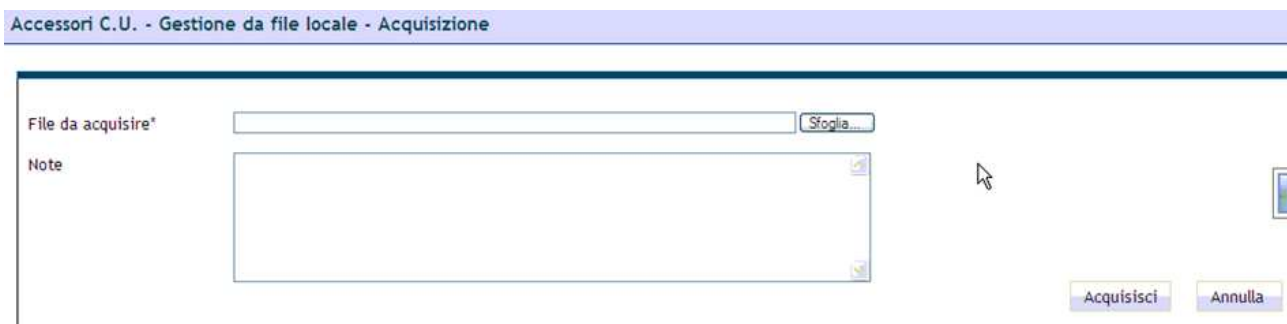 Accessori C.U. - Gestione da file locale - Acquisizione
File da acquisire*
Sfoglia...
Note
Acquisisci Annulla